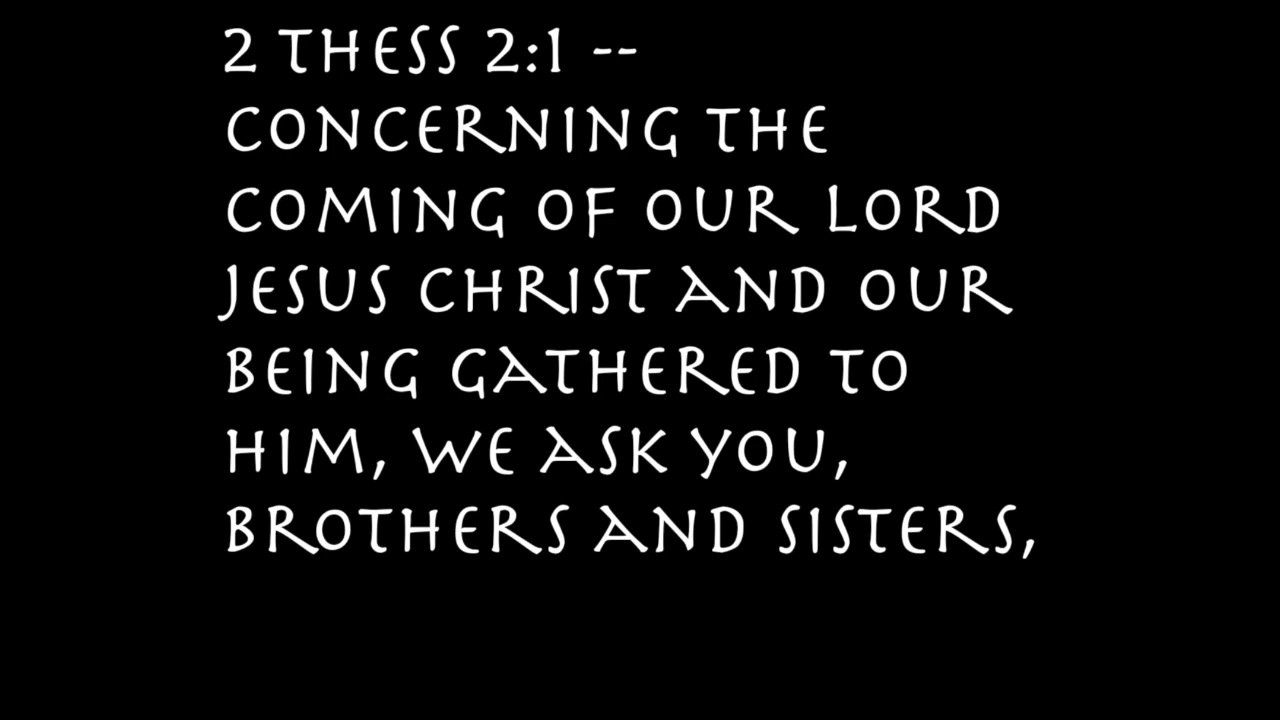 2 THESS 2:1 --
CONCERNING THE
COMING OF OUR LORD
JESUS CHRIST AND OUR
BEING GATHERED TO
HIM, WE ASK YOU,
BROTHERS AND SISTERS,